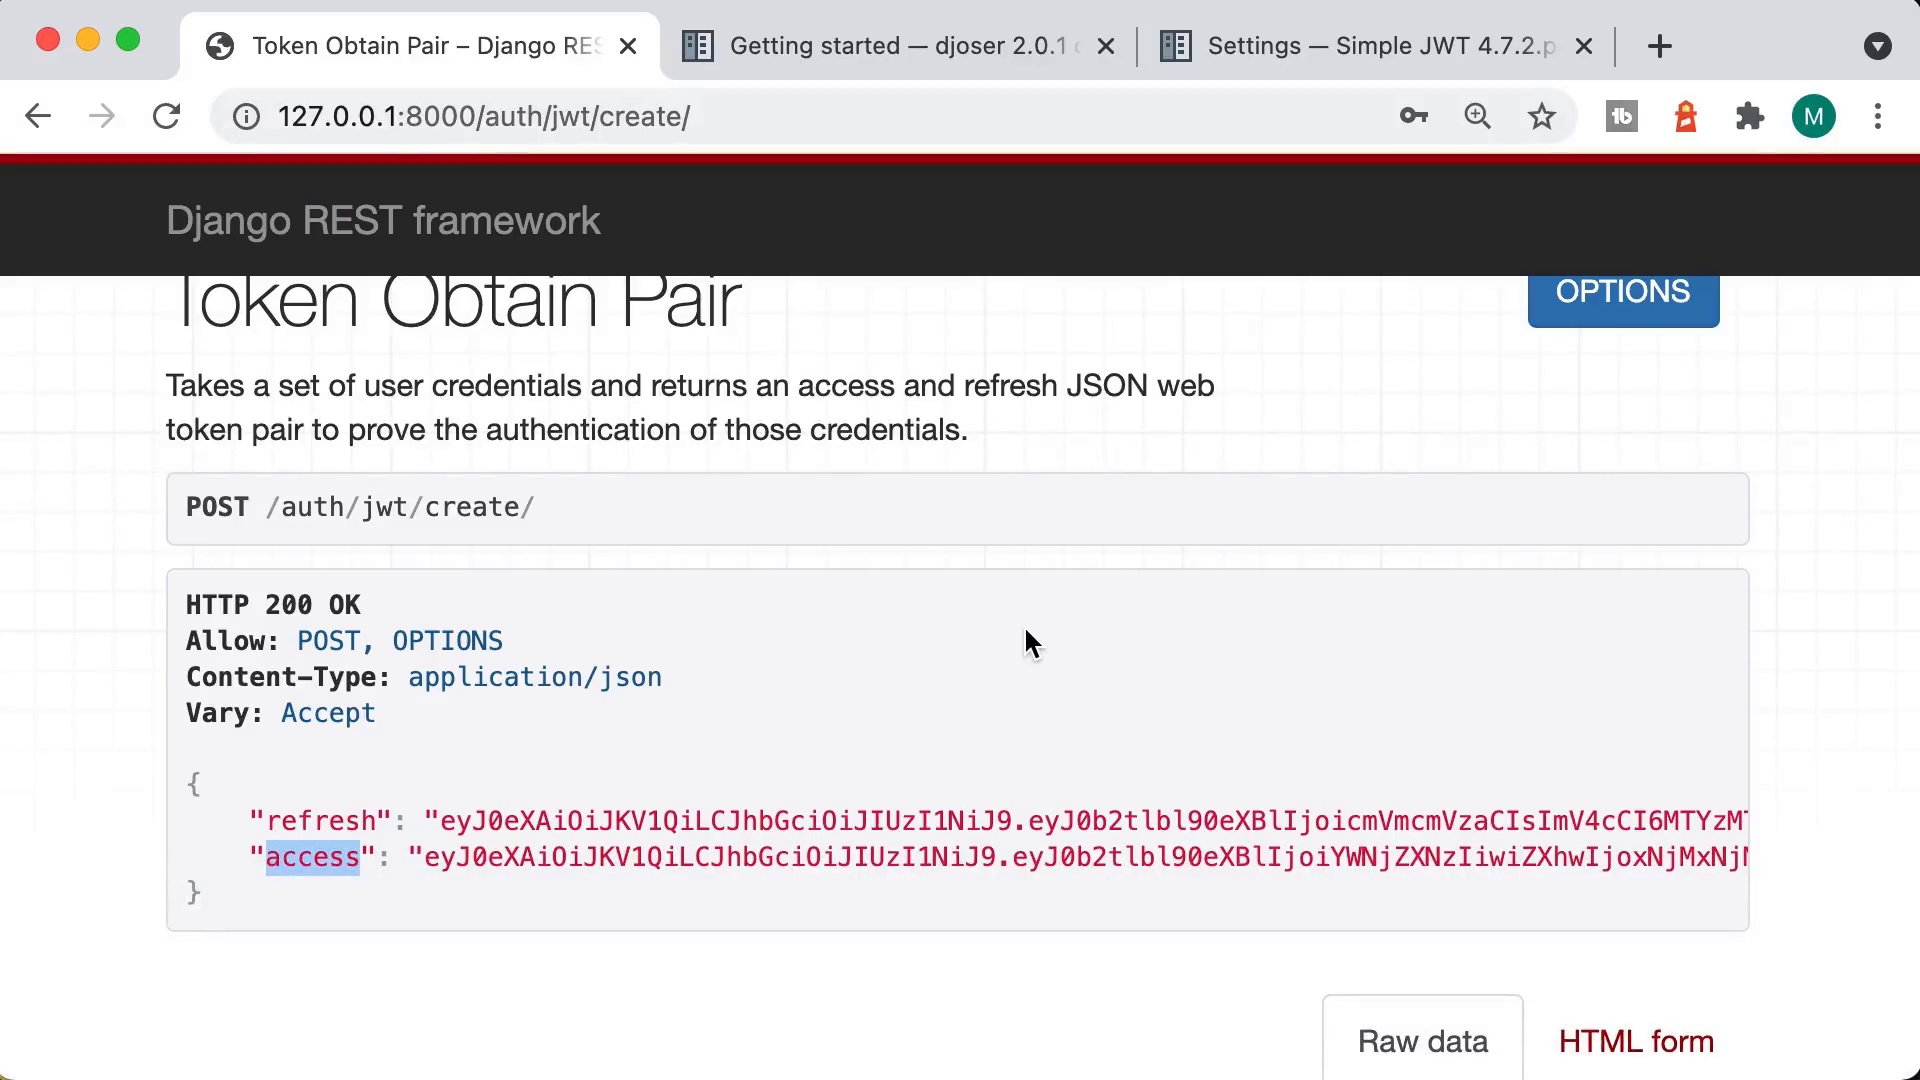 Token Obtain Pair – Django RES
Getting started — djoser 2.0.1
Settings — Simple JWT 4.7.2.p
127.0.0.1:8000/auth/jwt/create/
M
Django REST framework
Token Obtain Pair
OPTIONS
Takes a set of user credentials and returns an access and refresh JSON web
token pair to prove the authentication of those credentials.
POST /auth/jwt/create/
HTTP 200 OK
Allow: POST, OPTIONS
Content-Type: application/json
Vary: Accept
{
"refresh": "eyJ0eXAiOiJKV1QiLCJhbGciOiJIUzI1NiJ9.eyJ0b2tlbl90eXBlIjoicmVmcmVzaCIsImV4cCI6MTYzMT
"access": "eyJ0eXAiOiJKV1QiLCJhbGciOiJIUzI1NiJ9.eyJ0b2tlbl90eXBlIjoiYWNjZXNzIiwiZXhwIjoxNjMxNjM
}
Raw data
HTML form